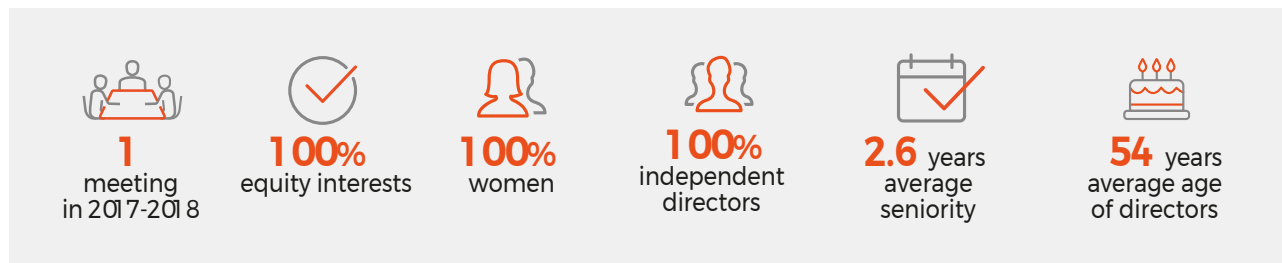 1
meeting
in 2017-2018
100%
equity interests
100%
women
100%
independent
directors
2.6 years
average
seniority
54 years
average age
of directors